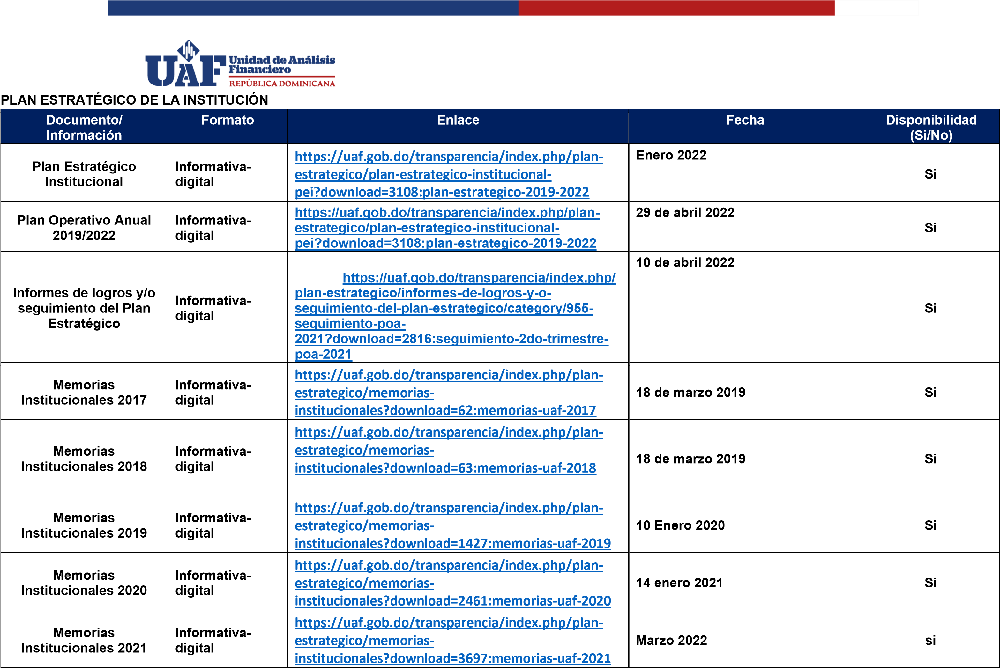 UAF
Unidad de Análisis
Financiero
REPÚBLICA DOMINICANA
PLAN ESTRATÉGICO DE LA INSTITUCIÓN
Documento/
Información
Formato
Enlace
Fecha
Disponibilidad
(Si/No)
Plan Estratégico
Institucional
Informativa-
digital
https://uaf.gob.do/transparencia/index.php/plan-
estrategico/plan-estrategico-institucional-
pei?download=3108:plan-estrategico-2019-2022
Enero 2022
Si
Plan Operativo Anual
2019/2022
Informativa-
digital
https://uaf.gob.do/transparencia/index.php/plan-
estrategico/plan-estrategico-institucional-
pei?download=3108:plan-estrategico-2019-2022
29 de abril 2022
Si
Informes de logros y/o
seguimiento del Plan
Estratégico
Informativa-
digital
https://uaf.gob.do/transparencia/index.php/
plan-estrategico/informes-de-logros-y-o-
seguimiento-del-plan-estrategico/category/955-
seguimiento-poa-
2021?download=2816:seguimiento-2do-trimestre-
poa-2021
10 de abril 2022
Si
Memorias
Institucionales 2017
Informativa-
digital
https://uaf.gob.do/transparencia/index.php/plan-
estrategico/memorias-
institucionales?download=62:memorias-uaf-2017
18 de marzo 2019
Si
Memorias
Institucionales 2018
Informativa-
digital
https://uaf.gob.do/transparencia/index.php/plan-
estrategico/memorias-
institucionales?download=63:memorias-uaf-2018
18 de marzo 2019
Si
Memorias
Institucionales 2019
Informativa-
digital
https://uaf.gob.do/transparencia/index.php/plan-
estrategico/memorias-
institucionales?download=1427:memorias-uaf-2019
10 Enero 2020
Si
Memorias
Institucionales 2020
Informativa-
digital
https://uaf.gob.do/transparencia/index.php/plan-
estrategico/memorias-
institucionales?download=2461:memorias-uaf-2020
14 enero 2021
Si
Memorias
Institucionales 2021
Informativa-
digital
https://uaf.gob.do/transparencia/index.php/plan-
estrategico/memorias-
institucionales?download=3697:memorias-uaf-2021
Marzo 2022
si